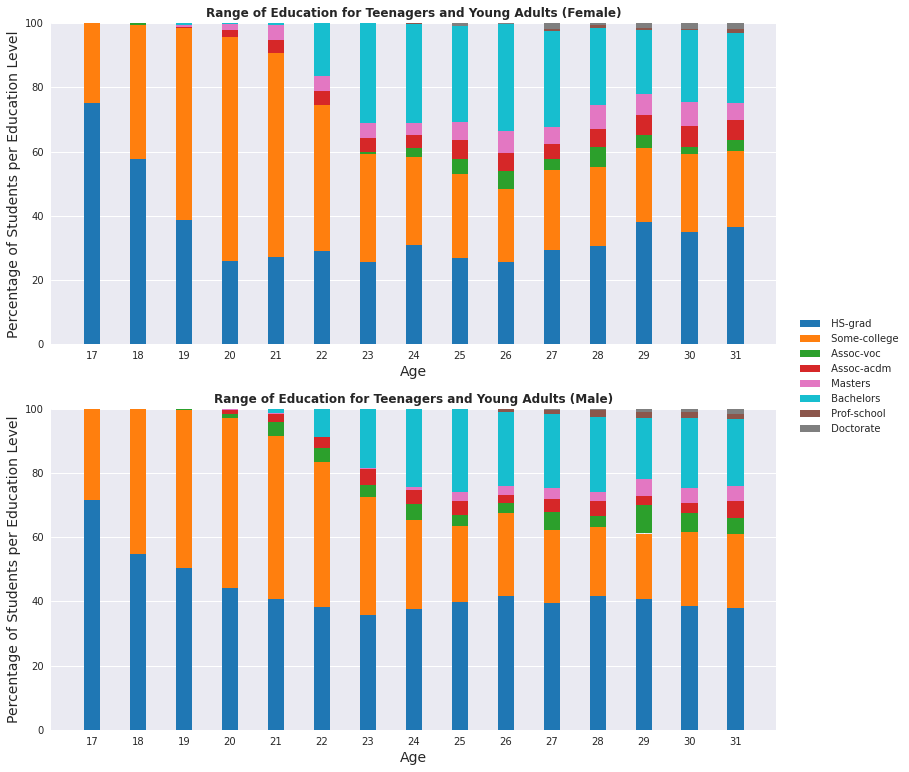 Range of Education for Teenagers and Young Adults (Female)
Percentage of Students per Education Level
100
80
60
40
20
0
17 18 19 20 21 22 23 24 25 26 27 28 29 30 31
Age
HS-grad
Some-college
Assoc-voc
Assoc-acdm
Masters
Bachelors
Prof-school
Doctorate
Range of Education for Teenagers and Young Adults (Male)
Percentage of Students per Education Level
100
80
60
40
20
0
17 18 19 20 21 22 23 24 25 26 27 28 29 30 31
Age